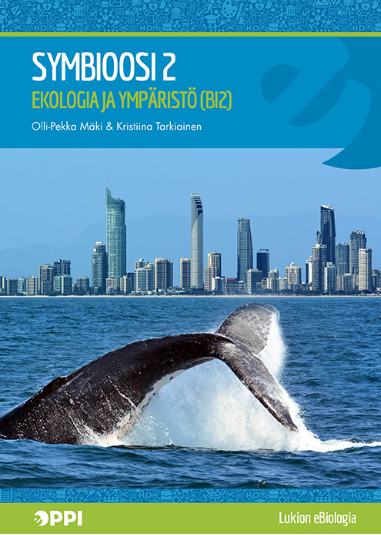 SYMBIOOSI 2
EKOLOGIA JA YMPÄRISTÖ (BI2)
Olli-Pekka Mäki & Kristiina Tarkiainen
e-OPPI
Lukion eBiologia